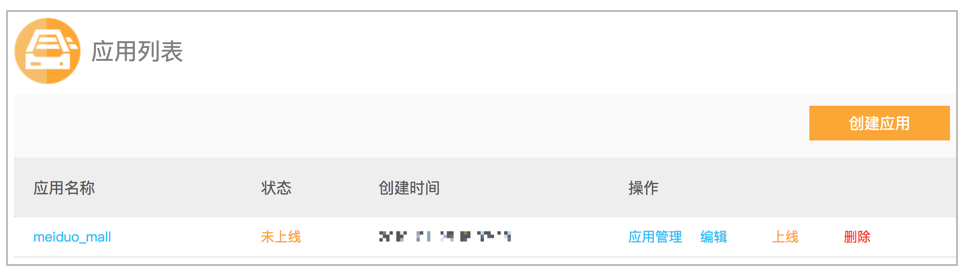 应用列表
创建应用
应用名称 状态 创建时间 操作
meiduo_mall 未上线 应用管理 编辑 上线 删除